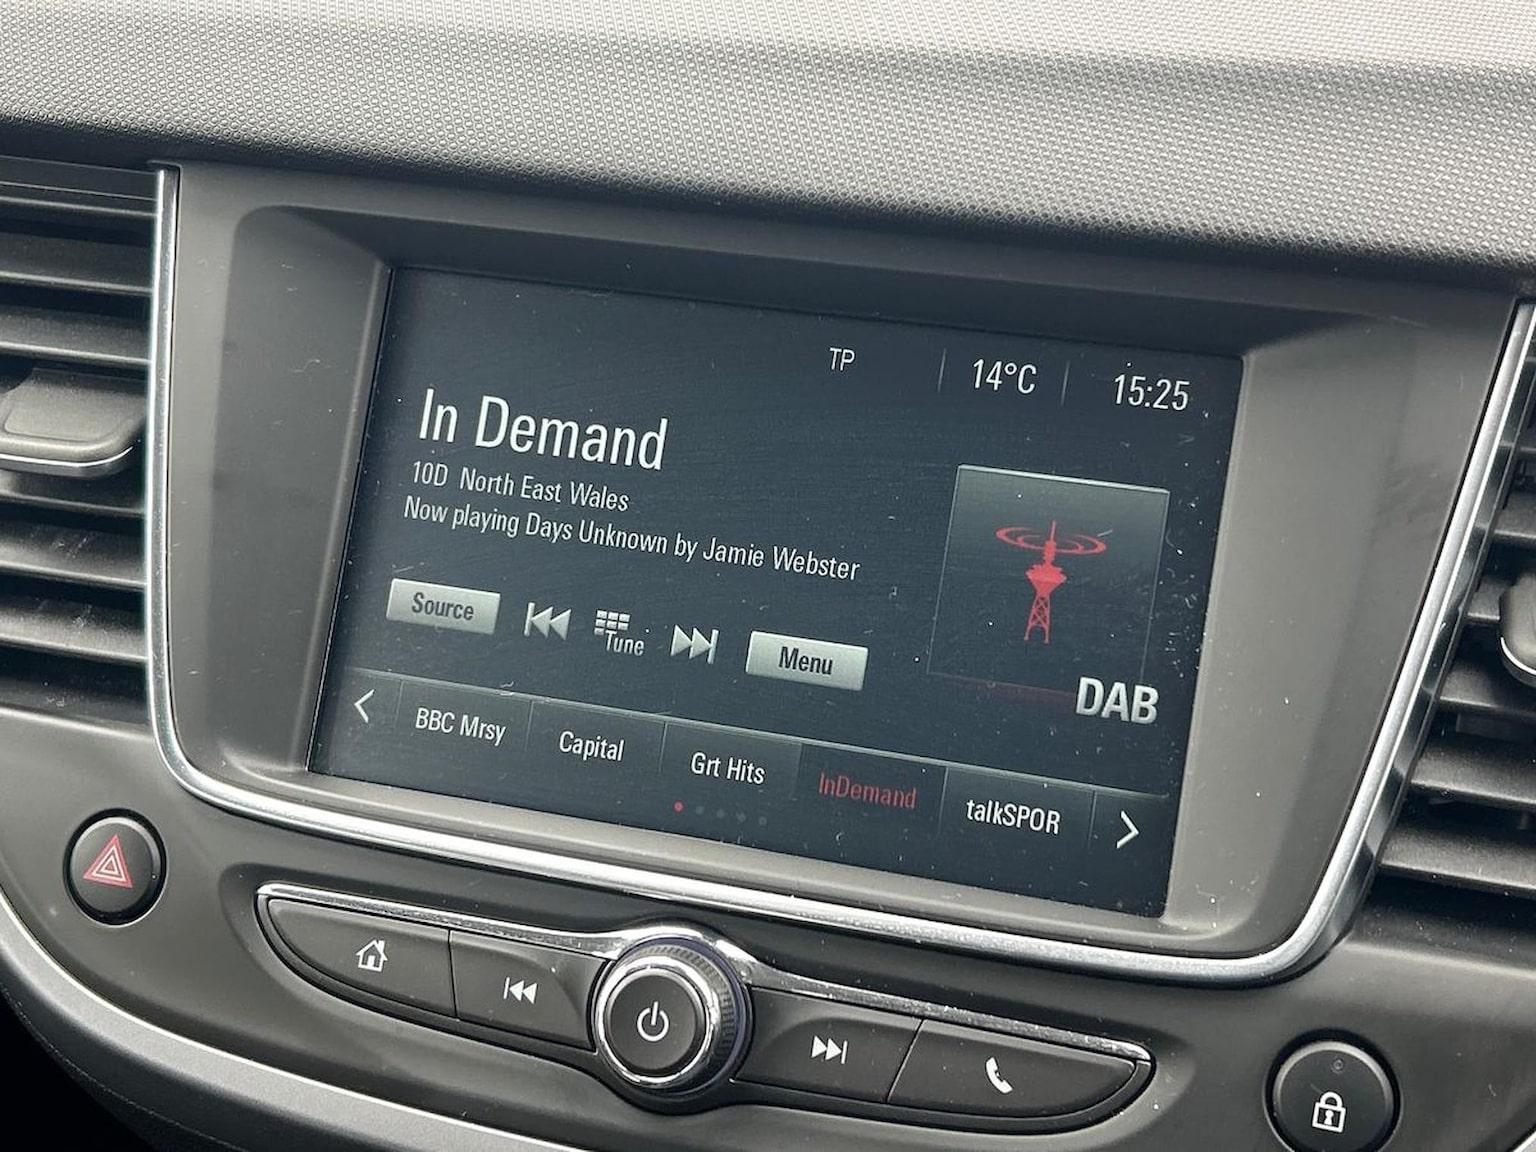 TP 14°C 15:25
In Demand
10D North East Wales
Now playing Days Unknown by Jamie Webster
Source Tune Menu
DAB
BBC Mrsy Capital Grt Hits InDemand talkSPOR